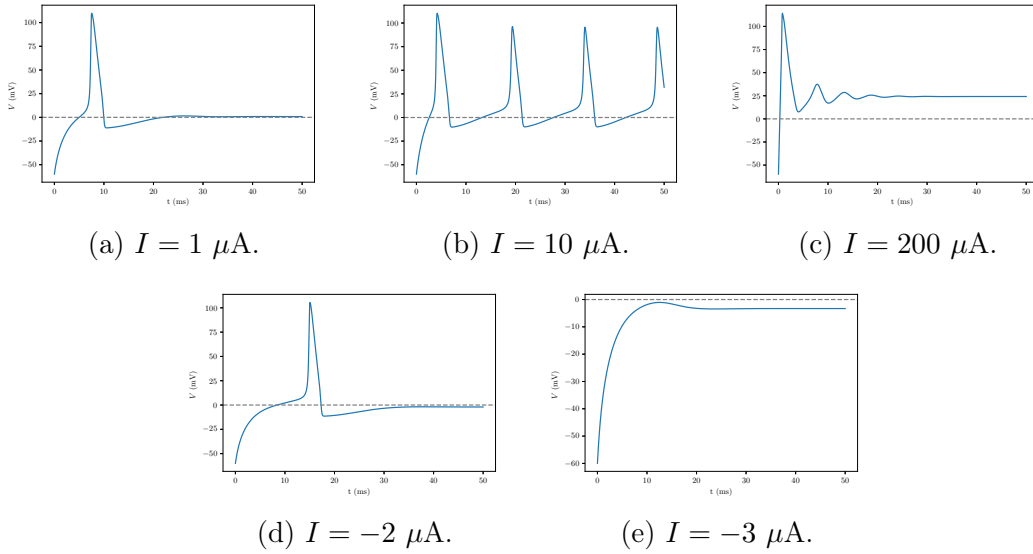 100
75
50
25
0
−25
−50
V (mV)
0 10 20 30 40 50
t (ms)
(a) I = 1 μA.
100
75
50
25
0
−25
−50
V (mV)
0 10 20 30 40 50
t (ms)
(b) I = 10 μA.
100
75
50
25
0
−25
−50
V (mV)
0 10 20 30 40 50
t (ms)
(c) I = 200 μA.
100
75
50
25
0
−25
−50
V (mV)
0 10 20 30 40 50
t (ms)
(d) I = −2 μA.
0
−10
−20
−30
−40
−50
−60
V (mV)
0 10 20 30 40 50
t (ms)
(e) I = −3 μA.